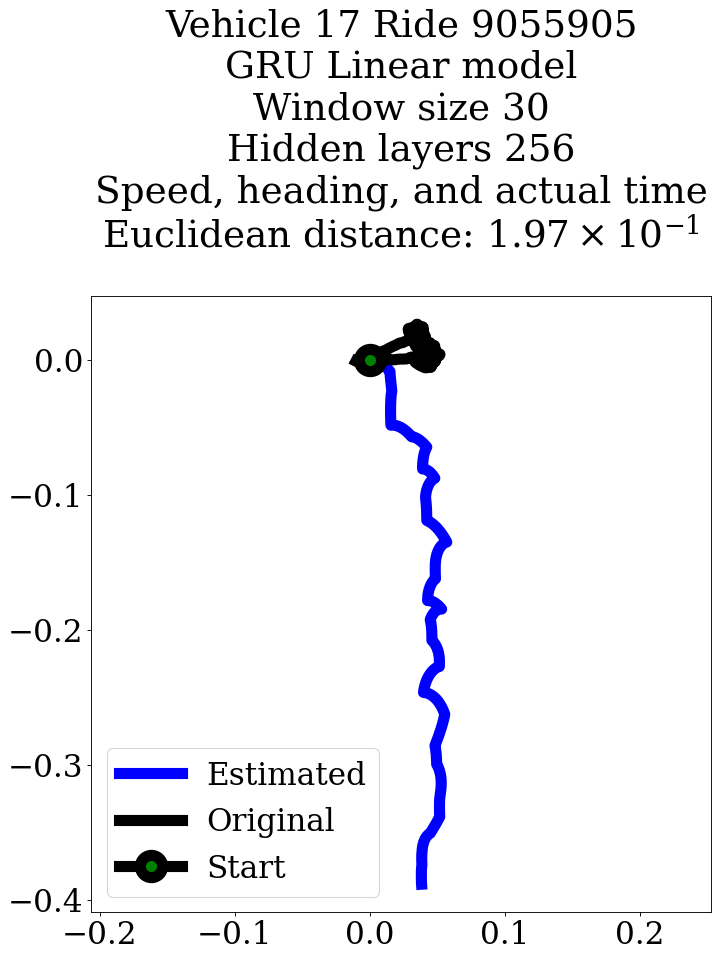 Vehicle 17 Ride 9055905
GRU Linear model
Window size 30
Hidden layers 256
Speed, heading, and actual time
Euclidean distance: 1.97 × 10⁻¹
0.0
−0.1
−0.2
−0.3
−0.4
Estimated
Original
Start
−0.2 −0.1 0.0 0.1 0.2